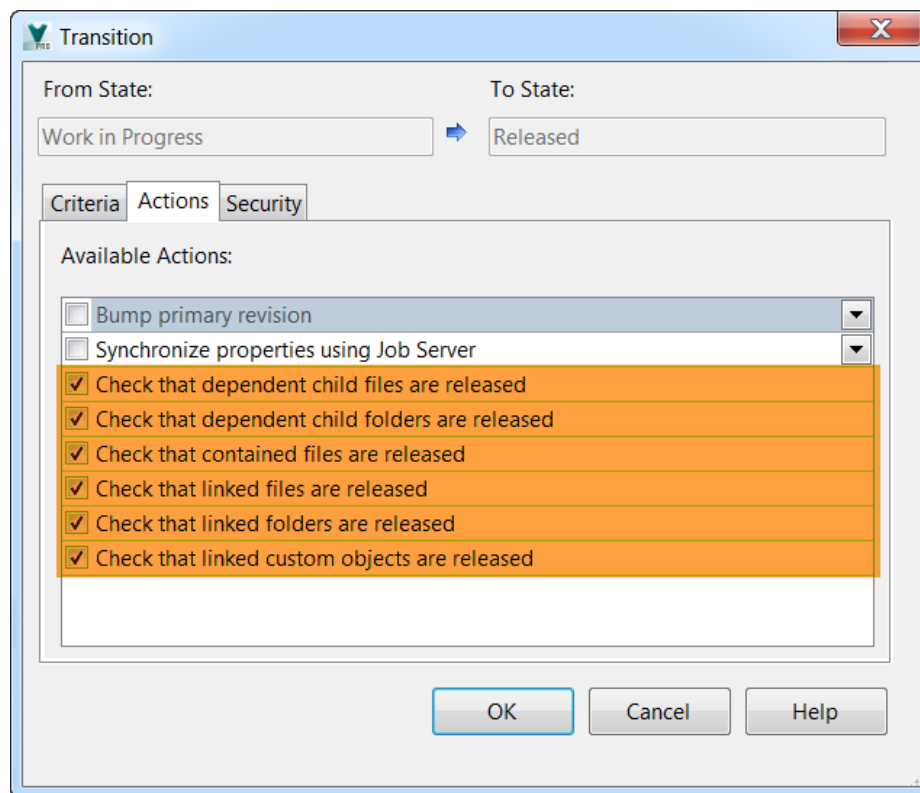 Transition
From State:
To State:
Work in Progress
Released
Criteria
Actions
Security
Available Actions:
Bump primary revision
Synchronize properties using Job Server
Check that dependent child files are released
Check that dependent child folders are released
Check that contained files are released
Check that linked files are released
Check that linked folders are released
Check that linked custom objects are released
OK
Cancel
Help